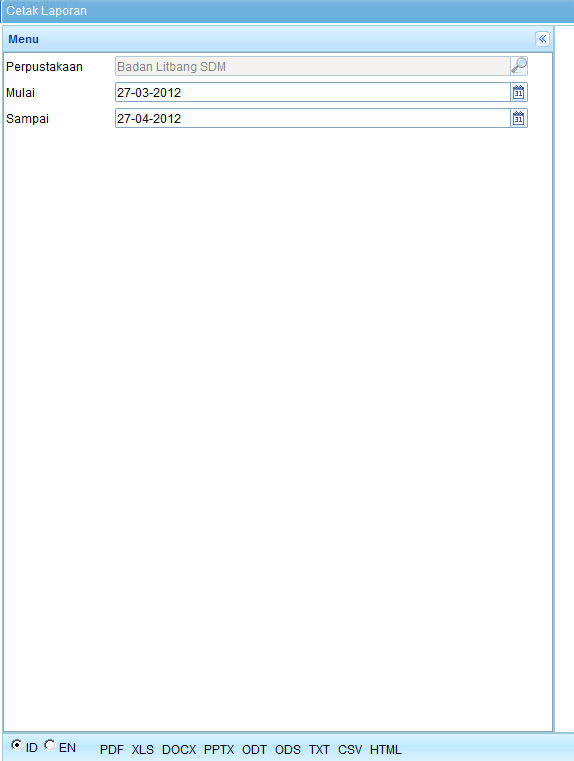 Cetak Laporan
Menu
Perpustakaan Badan Litbang SDM
Mulai 27-03-2012
Sampai 27-04-2012
ID EN PDF XLS DOCX PPTX ODT ODS TXT CSV HTML